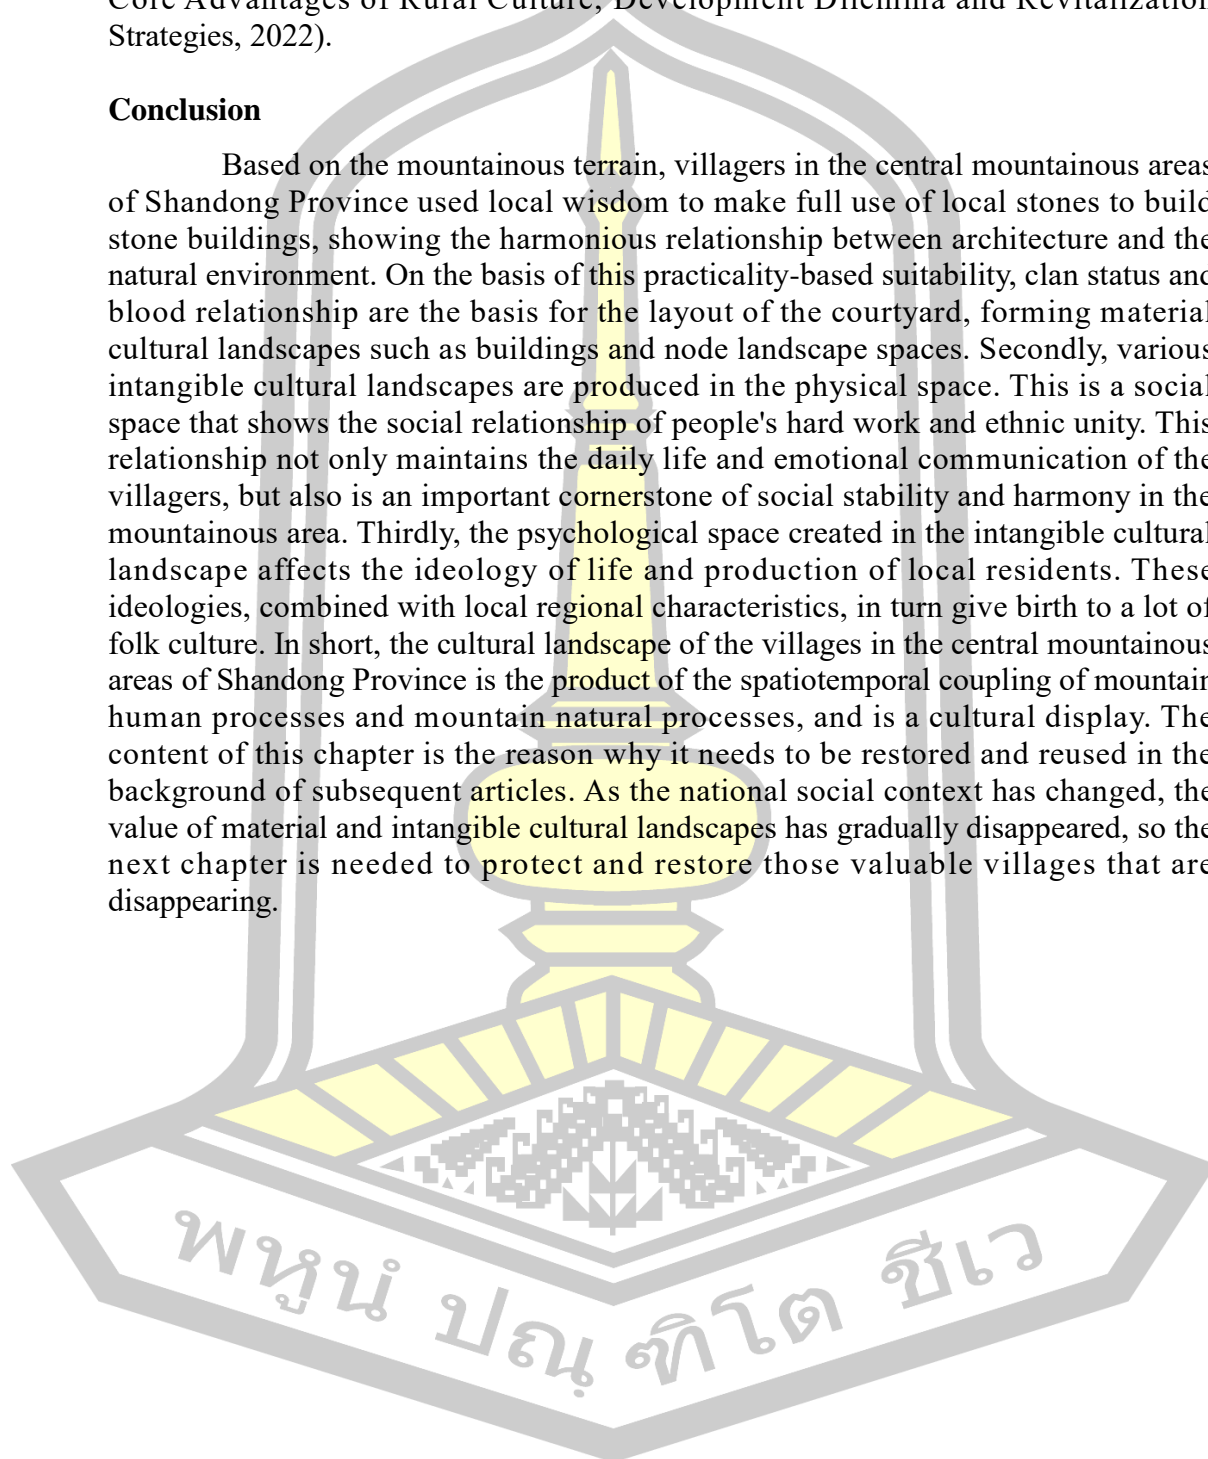 Core Advantages of Rural Culture, Development Dilemma and Revitalization
Strategies, 2022).
Conclusion
Based on the mountainous terrain, villagers in the central mountainous areas
of Shandong Province used local wisdom to make full use of local stones to build
stone buildings, showing the harmonious relationship between architecture and the
natural environment. On the basis of this practicality-based suitability, clan status and
blood relationship are the basis for the layout of the courtyard, forming material
cultural landscapes such as buildings and node landscape spaces. Secondly, various
intangible cultural landscapes are produced in the physical space. This is a social
space that shows the social relationship of people's hard work and ethnic unity. This
relationship not only maintains the daily life and emotional communication of the
villagers, but also is an important cornerstone of social stability and harmony in the
mountainous area. Thirdly, the psychological space created in the intangible cultural
landscape affects the ideology of life and production of local residents. These
ideologies, combined with local regional characteristics, in turn give birth to a lot of
folk culture. In short, the cultural landscape of the villages in the central mountainous
areas of Shandong Province is the product of the spatiotemporal coupling of mountain
human processes and mountain natural processes, and is a cultural display. The
content of this chapter is the reason why it needs to be restored and reused in the
background of subsequent articles. As the national social context has changed, the
value of material and intangible cultural landscapes has gradually disappeared, so the
next chapter is needed to protect and restore those valuable villages that are
disappearing.
พหูนํ ปณฺฑิโต ชีเว